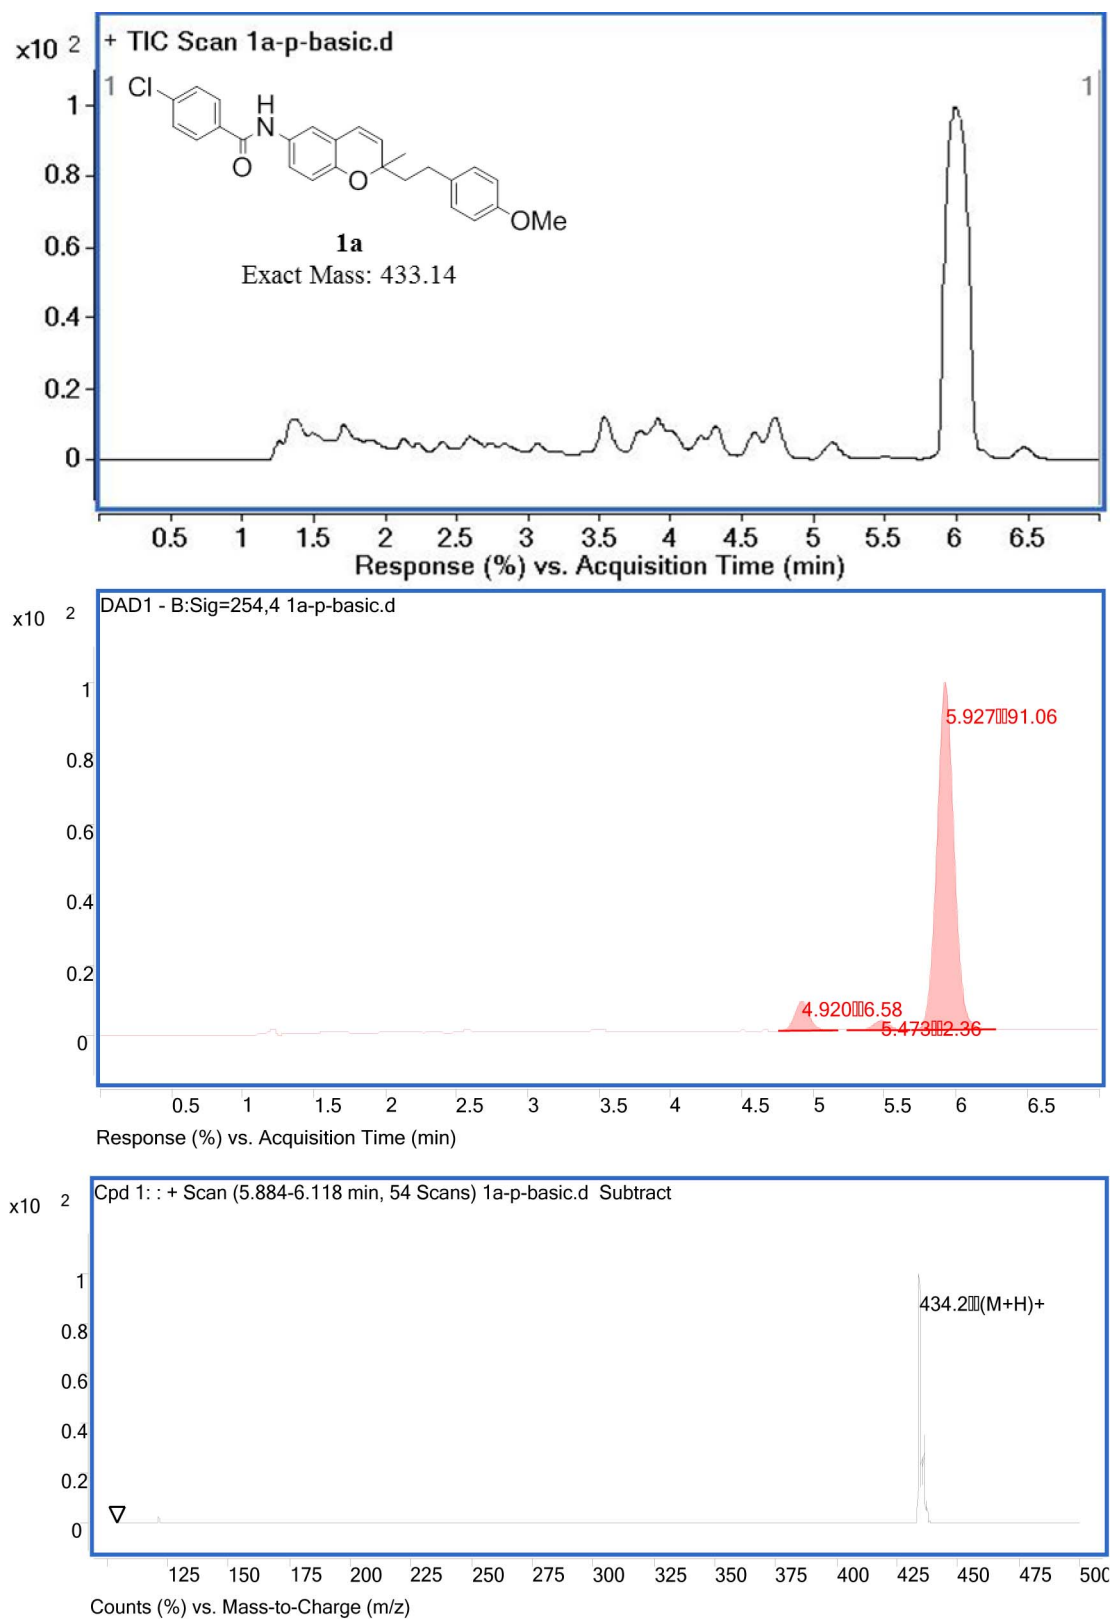 x10 2
+ TIC Scan 1a-p-basic.d
1 1
Cl
H
N
O
O
OMe
1a
Exact Mass: 433.14
1
0.8
0.6
0.4
0.2
0
0.5 1 1.5 2 2.5 3 3.5 4 4.5 5 5.5 6 6.5
Response (%) vs. Acquisition Time (min)
x10 2
DAD1 - B:Sig=254,4 1a-p-basic.d
1
0.8
0.6
0.4
0.2
0
5.927▯▯91.06
4.920▯▯6.58
5.473▯▯2.36
0.5 1 1.5 2 2.5 3 3.5 4 4.5 5 5.5 6 6.5
Response (%) vs. Acquisition Time (min)
x10 2
Cpd 1: : + Scan (5.884-6.118 min, 54 Scans) 1a-p-basic.d Subtract
1
0.8
0.6
0.4
0.2
0
434.2▯▯(M+H)+
125 150 175 200 225 250 275 300 325 350 375 400 425 450 475 500
Counts (%) vs. Mass-to-Charge (m/z)